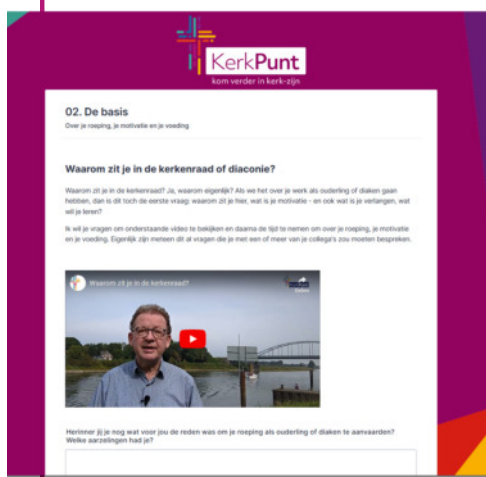 KerkPunt
kom verder in kerk-zijn
02. De basis
Over je roeping, je motivatie en je voeding
Waarom zit je in de kerkenraad of diaconie?
Waarom zit je in de kerkenraad? Ja, waarom eigenlijk? Als we het over je werk als ouderling of diaken gaan
hebben, dan is dit toch de eerste vraag: waarom zit je hier, wat is je motivatie - en ook wat is je verlangen, wat
wil je leren?
Ik wil je vragen om onderstaande video te bekijken en daarna de tijd te nemen om over je roeping, je motivatie
en je voeding. Eigenlijk zijn meteen dit al vragen die je met een of meer van je collega's zou moeten bespreken.
Waarom zit je in de kerkenraad?
Delen
Herinner jij je nog wat voor jou de reden was om je roeping als ouderling of diaken te aanvaarden?
Welke aarzelingen had je?